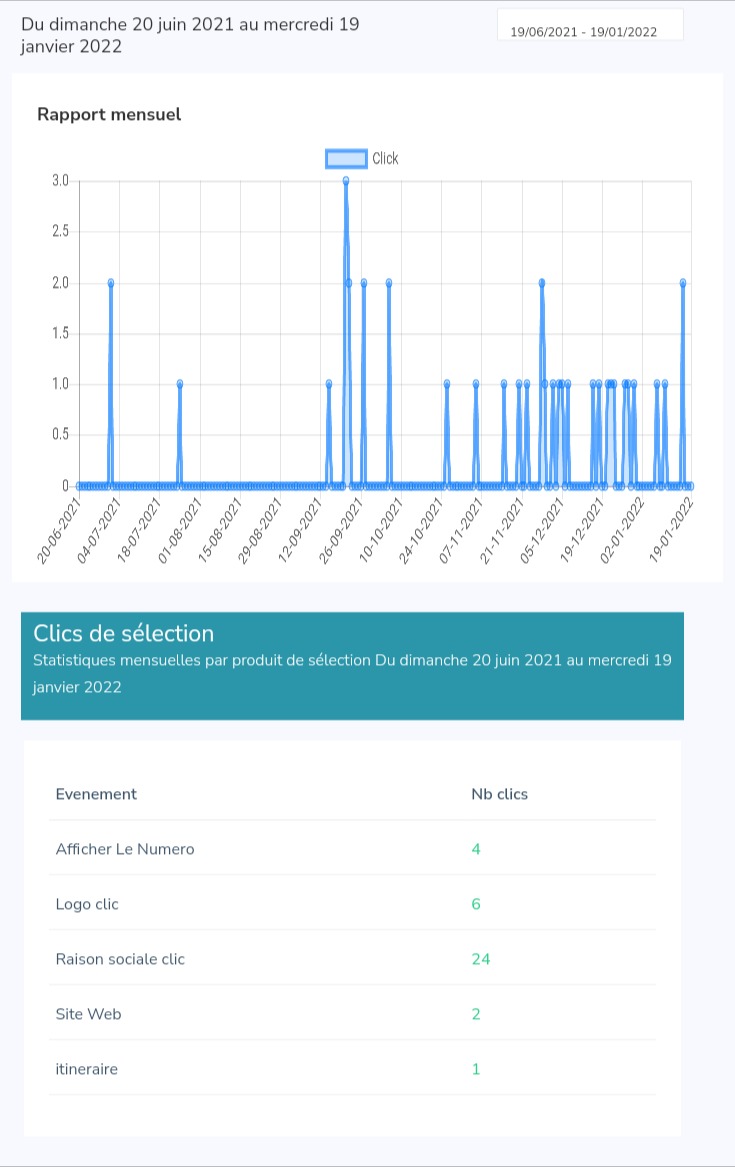 Du dimanche 20 juin 2021 au mercredi 19
janvier 2022
19/06/2021 - 19/01/2022
Rapport mensuel
Click
3.0
2.5
2.0
1.5
1.0
0.5
0
20-06-2021
04-07-2021
18-07-2021
01-08-2021
15-08-2021
29-08-2021
12-09-2021
26-09-2021
10-10-2021
24-10-2021
07-11-2021
21-11-2021
05-12-2021
19-12-2021
02-01-2022
19-01-2022
Clics de sélection
Statistiques mensuelles par produit de sélection Du dimanche 20 juin 2021 au mercredi 19
janvier 2022
Evenement Nb clics
Afficher Le Numero 4
Logo clic 6
Raison sociale clic 24
Site Web 2
itineraire 1